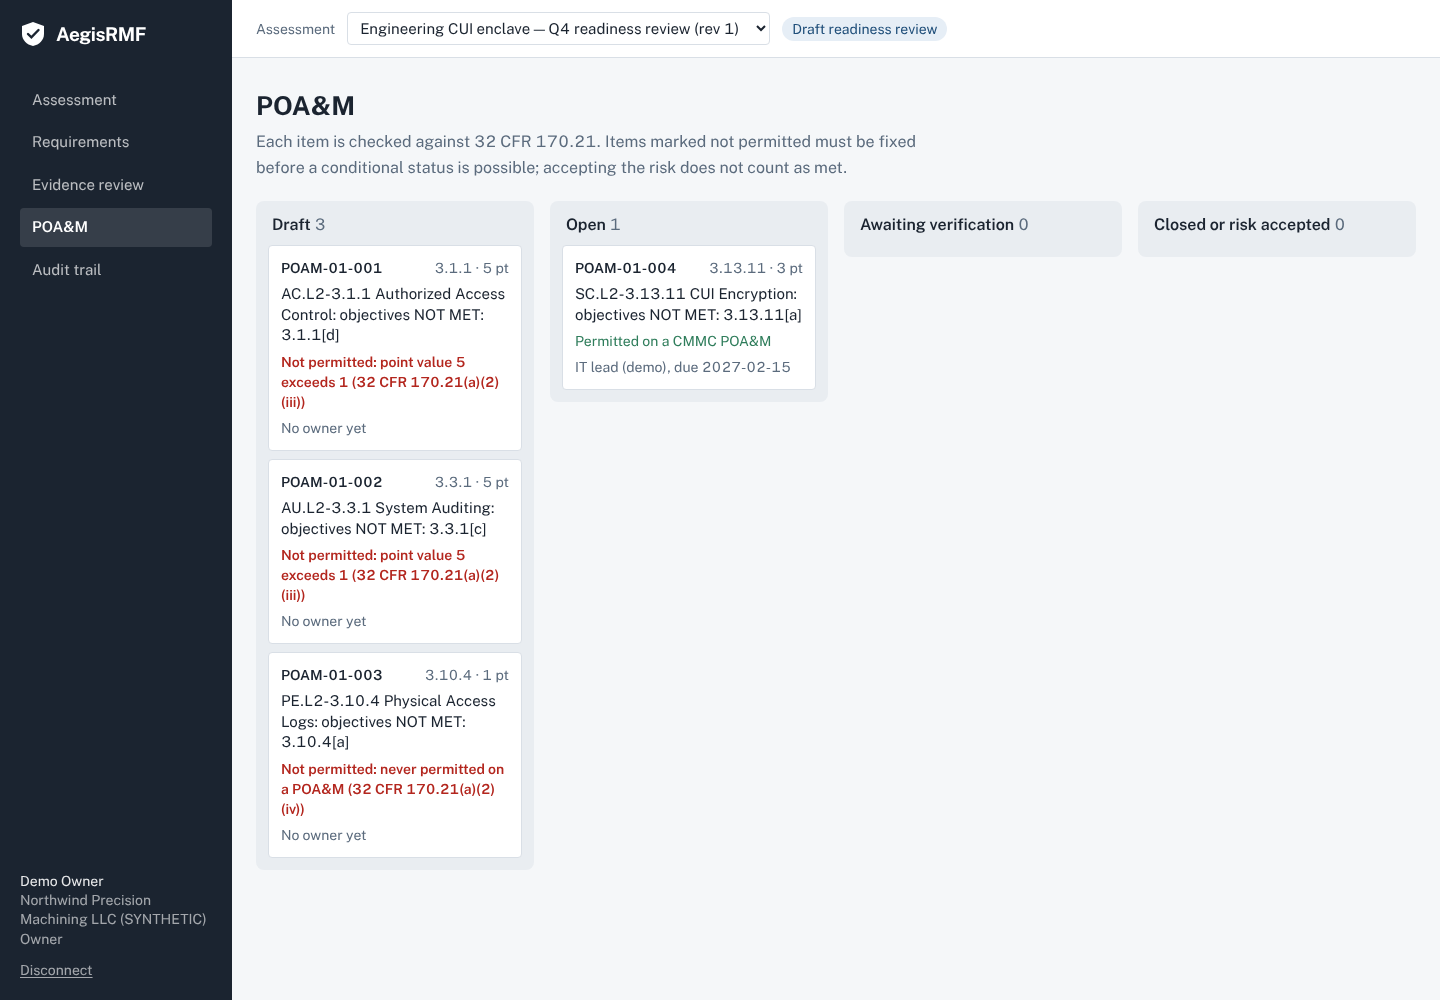 AegisRMF
Assessment
Requirements
Evidence review
POA&M
Audit trail
Demo Owner
Northwind Precision
Machining LLC (SYNTHETIC)
Owner
Disconnect
Assessment
Engineering CUI enclave — Q4 readiness review (rev 1)
Draft readiness review
POA&M
Each item is checked against 32 CFR 170.21. Items marked not permitted must be fixed
before a conditional status is possible; accepting the risk does not count as met.
Draft 3
POAM-01-001 3.1.1 · 5 pt
AC.L2-3.1.1 Authorized Access
Control: objectives NOT MET:
3.1.1[d]
Not permitted: point value 5
exceeds 1 (32 CFR 170.21(a)(2)
(iii))
No owner yet
POAM-01-002 3.3.1 · 5 pt
AU.L2-3.3.1 System Auditing:
objectives NOT MET: 3.3.1[c]
Not permitted: point value 5
exceeds 1 (32 CFR 170.21(a)(2)
(iii))
No owner yet
POAM-01-003 3.10.4 · 1 pt
PE.L2-3.10.4 Physical Access
Logs: objectives NOT MET:
3.10.4[a]
Not permitted: never permitted on
a POA&M (32 CFR 170.21(a)(2)
(iv))
No owner yet
Open 1
POAM-01-004 3.13.11 · 3 pt
SC.L2-3.13.11 CUI Encryption:
objectives NOT MET: 3.13.11[a]
Permitted on a CMMC POA&M
IT lead (demo), due 2027-02-15
Awaiting verification 0
Closed or risk accepted 0